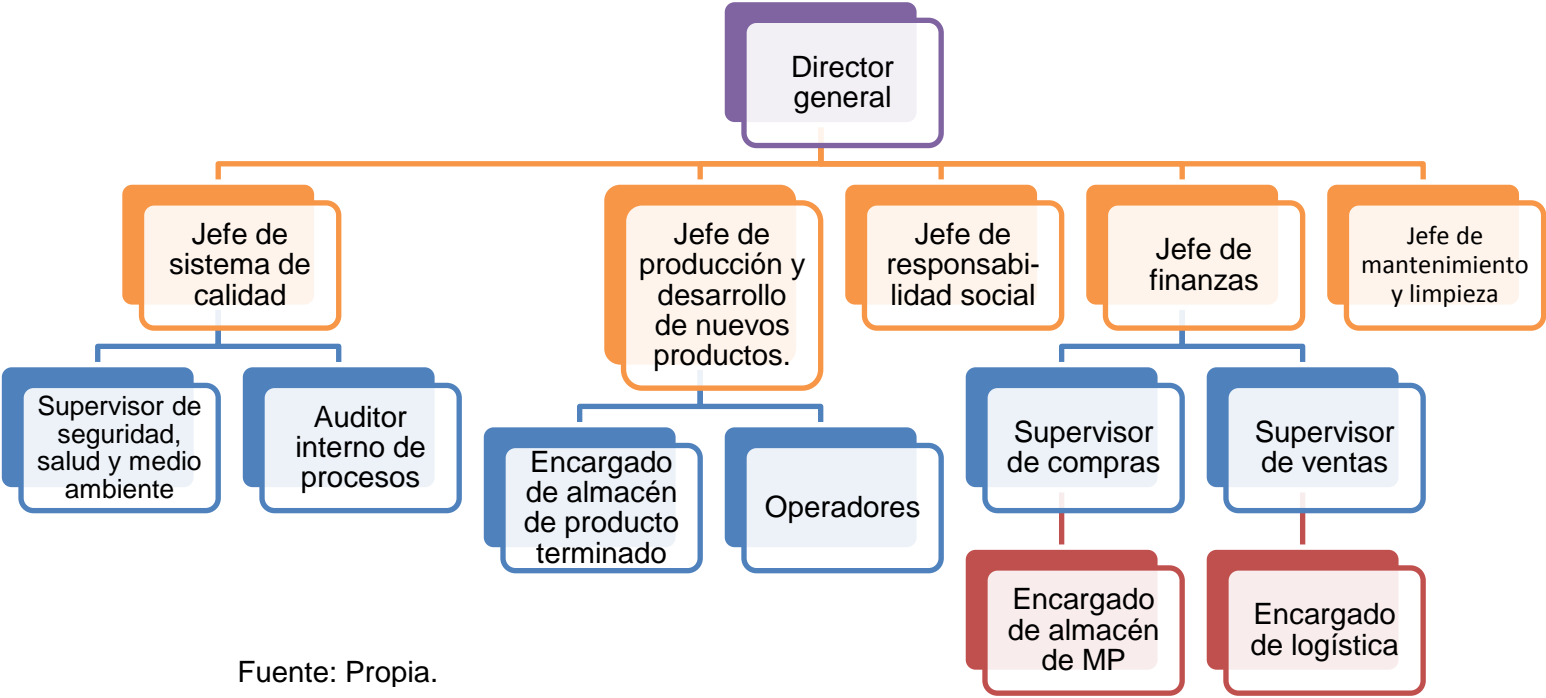 Director
general
Jefe de
sistema de
calidad
Jefe de
producción y
desarrollo
de nuevos
productos.
Jefe de
responsabi-
lidad social
Jefe de
finanzas
Jefe de
mantenimiento
y limpieza
Supervisor de
seguridad,
salud y medio
ambiente
Auditor
interno de
procesos
Encargado
de almacén
de producto
terminado
Operadores
Supervisor
de compras
Supervisor
de ventas
Encargado
de almacén
de MP
Encargado
de logística
Fuente: Propia.